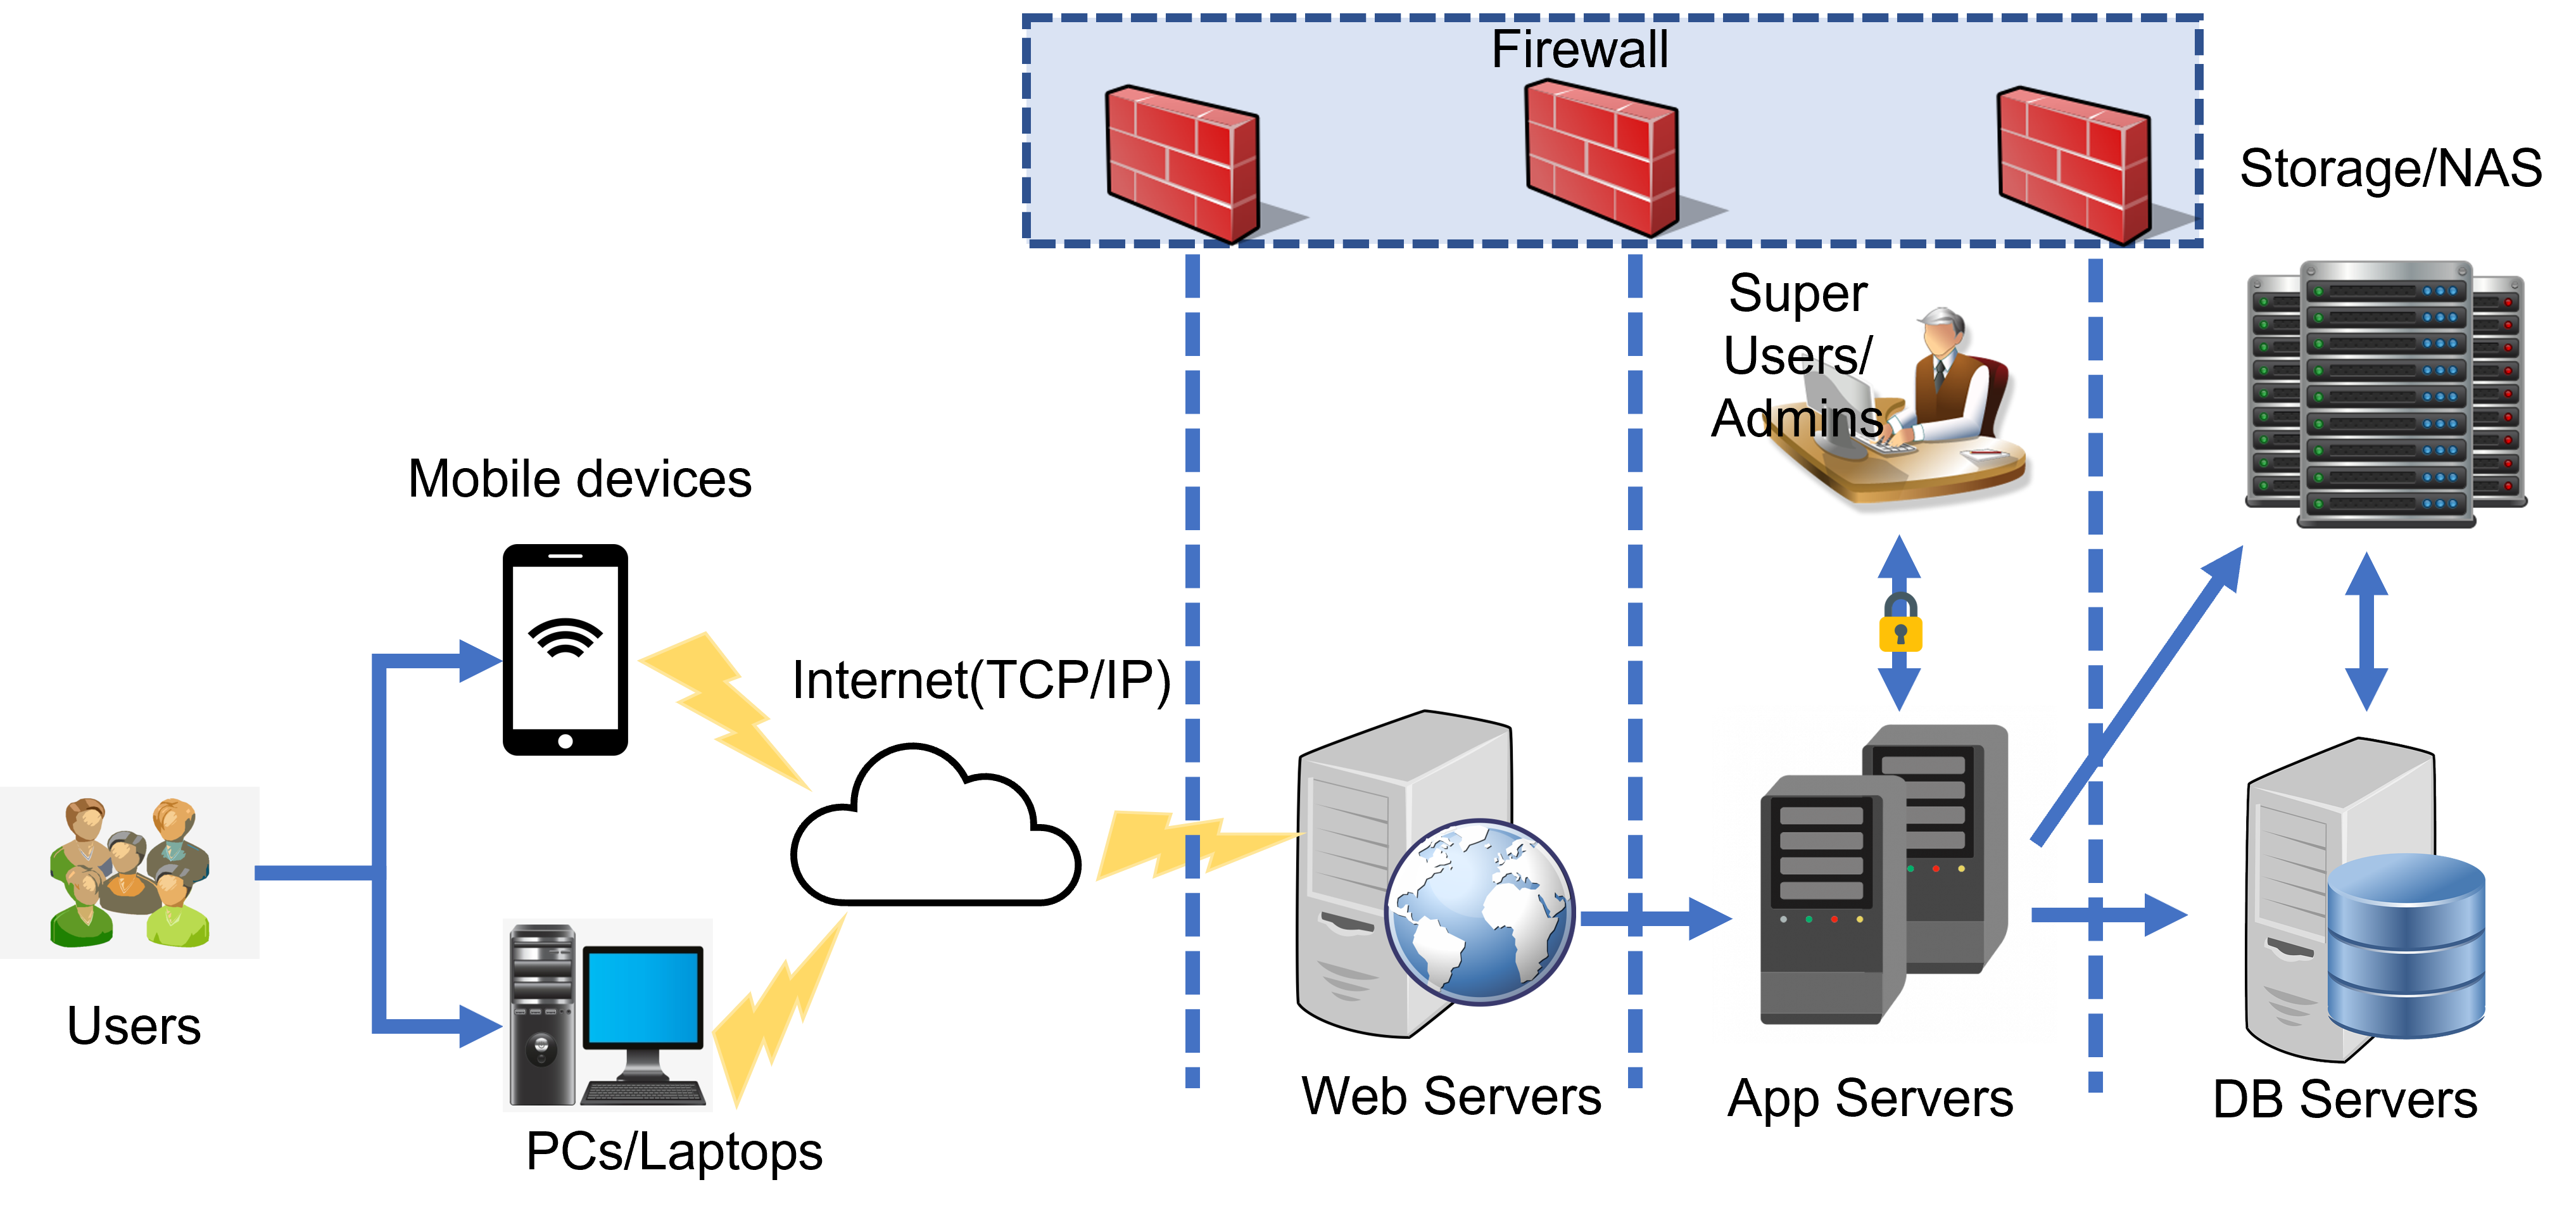 Firewall
Storage/NAS
Super
Users/
Admins
Mobile devices
Internet(TCP/IP)
Users
Web Servers
App Servers
DB Servers
PCs/Laptops